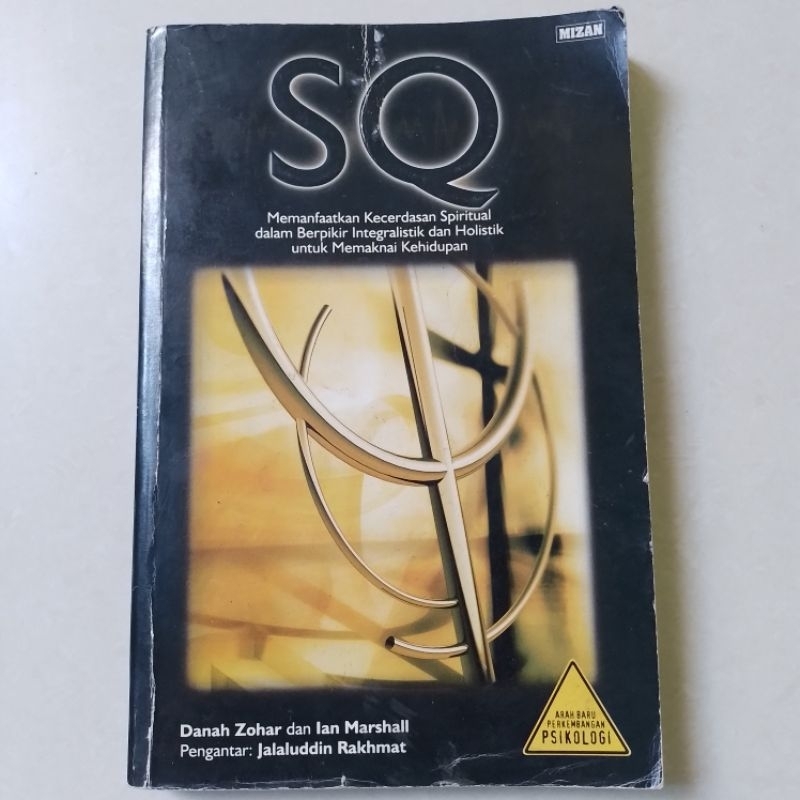 MIZAN
SQ
Memanfaatkan Kecerdasan Spiritual
dalam Berpikir Integralistik dan Holistik
untuk Memaknai Kehidupan
Danah Zohar dan Ian Marshall
Pengantar: Jalaluddin Rakhmat
ARAH BARU
PERKEMBANGAN
PSIKOLOGI